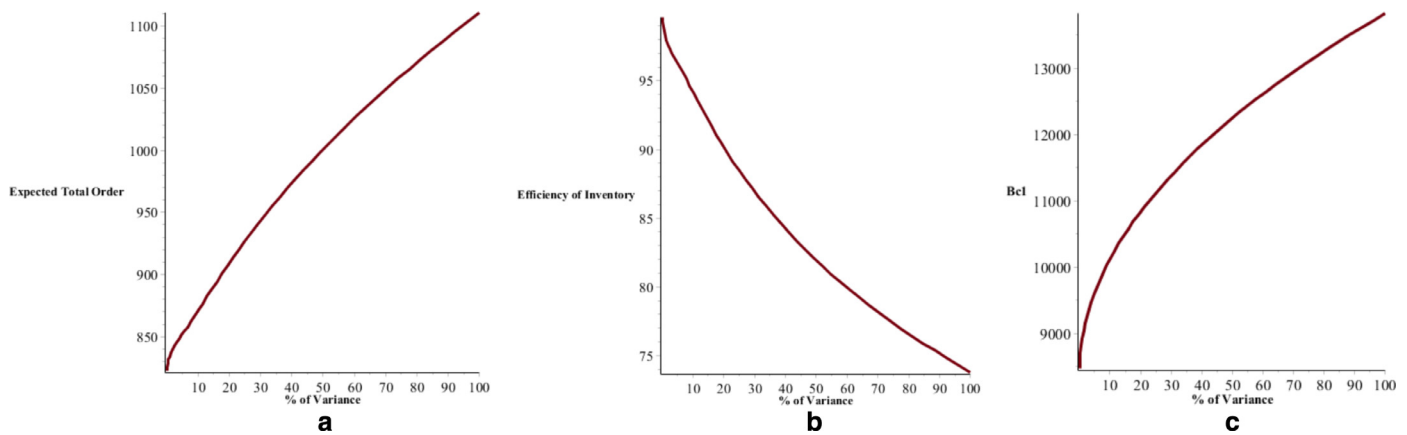 1100
1050
1000
Expected Total Order
950
900
850
10 20 30 40 50 60 70 80 90 100
% of Variance
a
95
90
Efficiency of Inventory
85
80
75
10 20 30 40 50 60 70 80 90 100
% of Variance
b
13000
12000
Bc1
11000
10000
9000
10 20 30 40 50 60 70 80 90 100
% of Variance
c